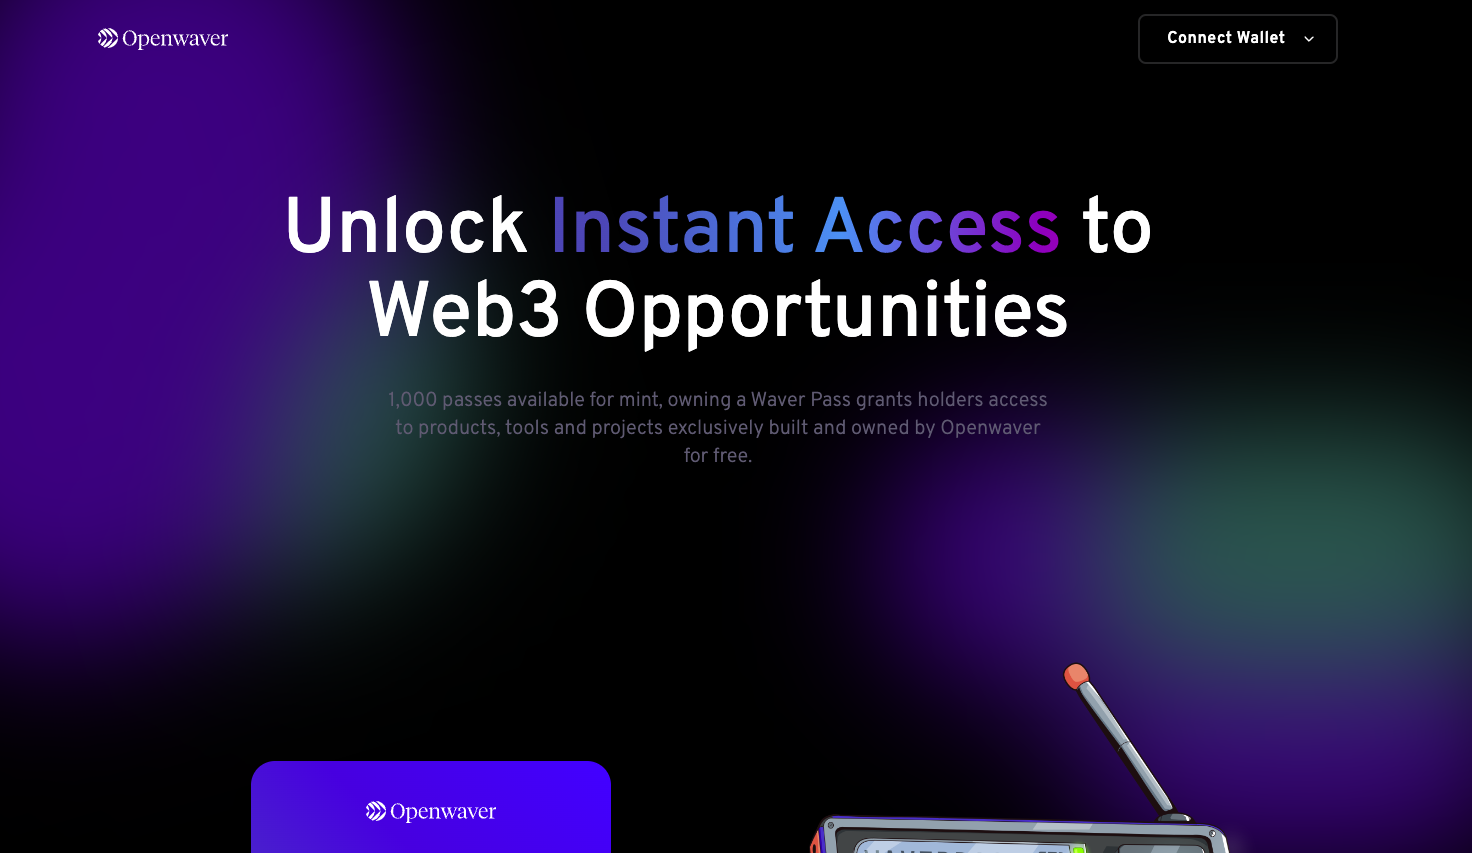 Openwaver
Connect Wallet
Unlock Instant Access to
Web3 Opportunities
1,000 passes available for mint, owning a Waver Pass grants holders access
to products, tools and projects exclusively built and owned by Openwaver
for free.
Openwaver